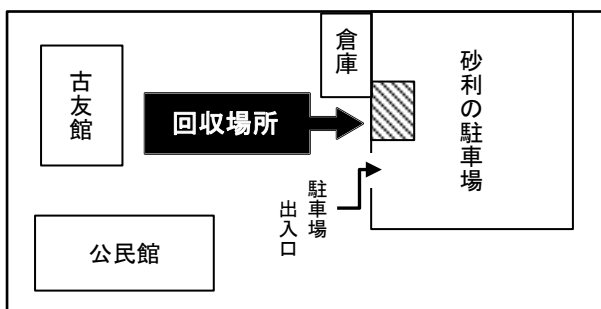 倉庫
古友館
回収場所
砂利の駐車場
駐車場
出入口
公民館